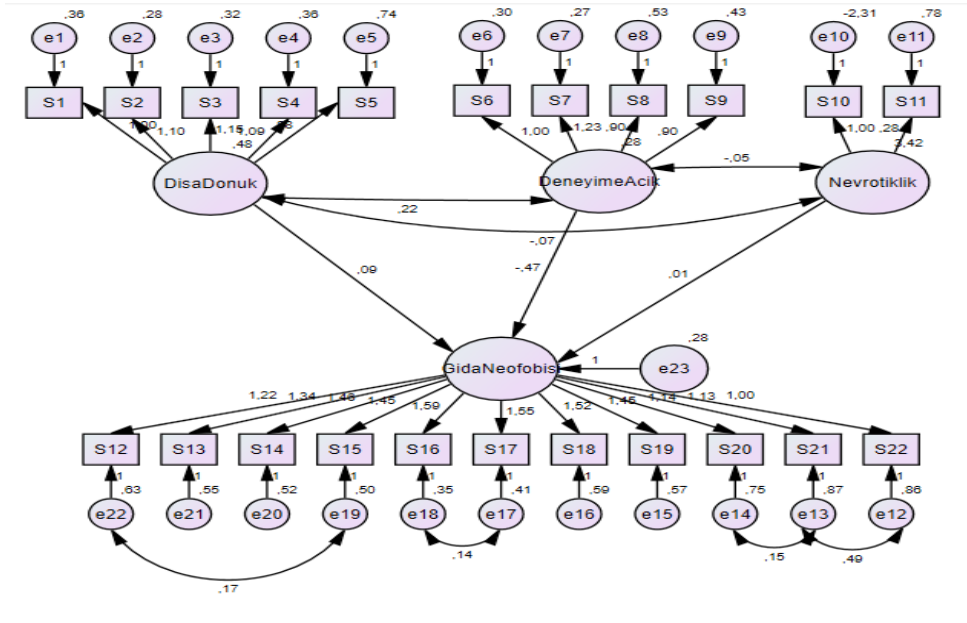 ,36 ,28 ,32 ,36 ,74 ,30 ,27 ,53 ,43 -2,31 ,78
e1 e2 e3 e4 e5 e6 e7 e8 e9 e10 e11
1 1 1 1 1 1 1 1 1 1 1
S1 S2 S3 S4 S5 S6 S7 S8 S9 S10 S11
1,00 1,10 1,15 1,09 1,00 1,23 ,90 ,90 1,00 ,28
,48 ,28 3,42
DisaDonuk DeneyimeAcik Nevrotiklik
-,05
,22
-,07
,09 -,47 ,01
,28
GidaNeofobisi 1 e23
1,22 1,34 1,45 1,59 1,55 1,52 1,45 1,14 1,13 1,00
S12 S13 S14 S15 S16 S17 S18 S19 S20 S21 S22
1 1 1 1 1 1 1 1 1 1 1
,63 ,55 ,52 ,50 ,35 ,41 ,59 ,57 ,75 ,87 ,86
e22 e21 e20 e19 e18 e17 e16 e15 e14 e13 e12
,14 ,15 ,49
,17